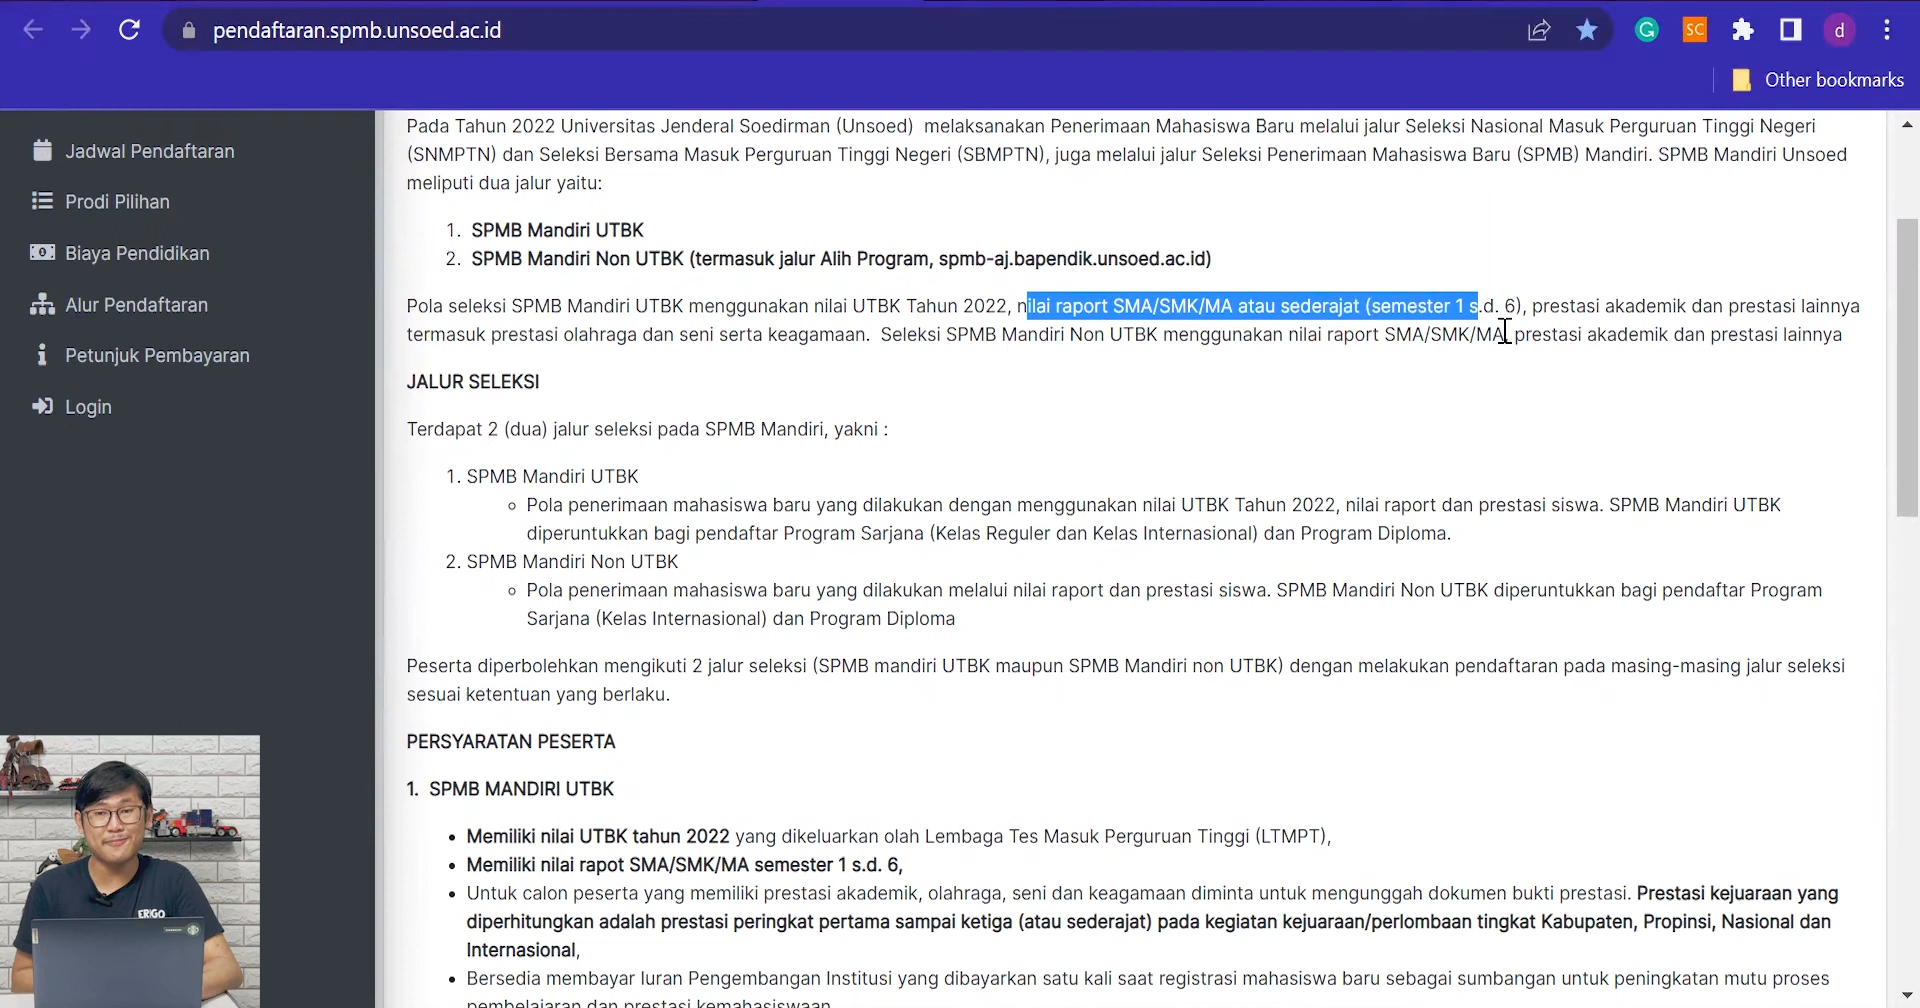 pendaftaran.spmb.unsoed.ac.id
SC
d
Other bookmarks
Jadwal Pendaftaran
Prodi Pilihan
Biaya Pendidikan
Alur Pendaftaran
Petunjuk Pembayaran
Login
Pada Tahun 2022 Universitas Jenderal Soedirman (Unsoed) melaksanakan Penerimaan Mahasiswa Baru melalui jalur Seleksi Nasional Masuk Perguruan Tinggi Negeri
(SNMPTN) dan Seleksi Bersama Masuk Perguruan Tinggi Negeri (SBMPTN), juga melalui jalur Seleksi Penerimaan Mahasiswa Baru (SPMB) Mandiri. SPMB Mandiri Unsoed
meliputi dua jalur yaitu:
1. SPMB Mandiri UTBK
2. SPMB Mandiri Non UTBK (termasuk jalur Alih Program, spmb-aj.bapendik.unsoed.ac.id)
Pola seleksi SPMB Mandiri UTBK menggunakan nilai UTBK Tahun 2022, nilai raport SMA/SMK/MA atau sederajat (semester 1 s.d. 6), prestasi akademik dan prestasi lainnya
termasuk prestasi olahraga dan seni serta keagamaan. Seleksi SPMB Mandiri Non UTBK menggunakan nilai raport SMA/SMK/MA, prestasi akademik dan prestasi lainnya
JALUR SELEKSI
Terdapat 2 (dua) jalur seleksi pada SPMB Mandiri, yakni :
1. SPMB Mandiri UTBK
Pola penerimaan mahasiswa baru yang dilakukan dengan menggunakan nilai UTBK Tahun 2022, nilai raport dan prestasi siswa. SPMB Mandiri UTBK
diperuntukkan bagi pendaftar Program Sarjana (Kelas Reguler dan Kelas Internasional) dan Program Diploma.
2. SPMB Mandiri Non UTBK
Pola penerimaan mahasiswa baru yang dilakukan melalui nilai raport dan prestasi siswa. SPMB Mandiri Non UTBK diperuntukkan bagi pendaftar Program
Sarjana (Kelas Internasional) dan Program Diploma
Peserta diperbolehkan mengikuti 2 jalur seleksi (SPMB mandiri UTBK maupun SPMB Mandiri non UTBK) dengan melakukan pendaftaran pada masing-masing jalur seleksi
sesuai ketentuan yang berlaku.
PERSYARATAN PESERTA
1. SPMB MANDIRI UTBK
Memiliki nilai UTBK tahun 2022 yang dikeluarkan olah Lembaga Tes Masuk Perguruan Tinggi (LTMPT),
Memiliki nilai rapot SMA/SMK/MA semester 1 s.d. 6,
Untuk calon peserta yang memiliki prestasi akademik, olahraga, seni dan keagamaan diminta untuk mengunggah dokumen bukti prestasi. Prestasi kejuaraan yang
diperhitungkan adalah prestasi peringkat pertama sampai ketiga (atau sederajat) pada kegiatan kejuaraan/perlombaan tingkat Kabupaten, Propinsi, Nasional dan
Internasional,
Bersedia membayar Iuran Pengembangan Institusi yang dibayarkan satu kali saat registrasi mahasiswa baru sebagai sumbangan untuk peningkatan mutu proses
pembelajaran dan prestasi kemahasiswaan
ERIGO